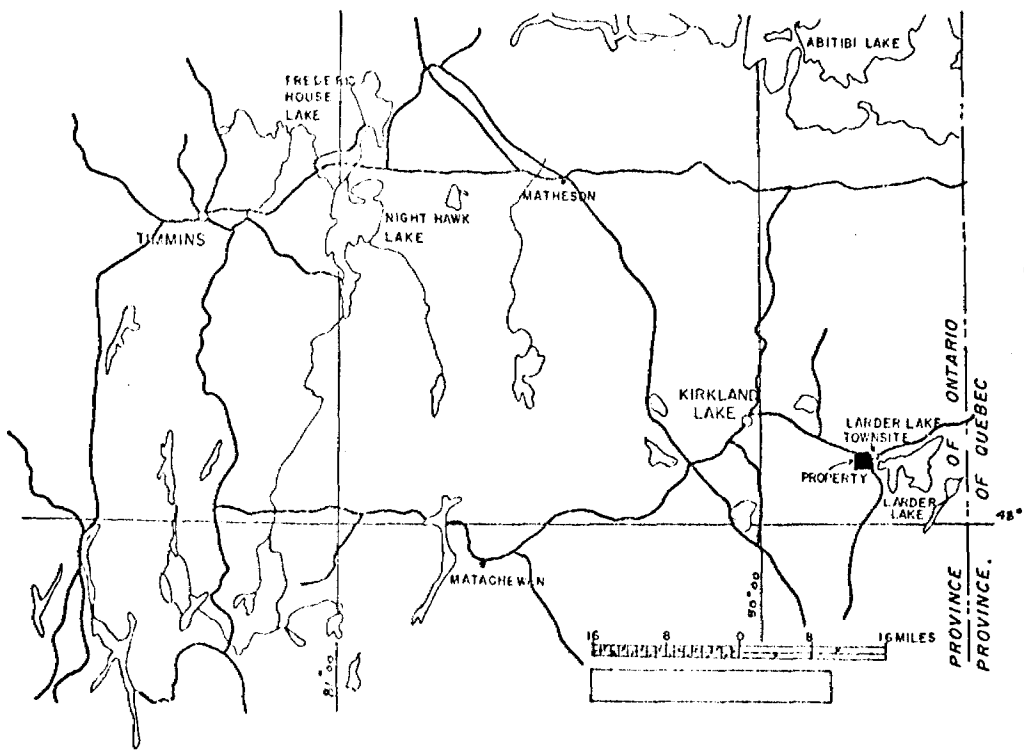 ABITIBI LAKE
FREDERIC
HOUSE
LAKE
MATHESON
NIGHT HAWK
LAKE
TIMMINS
KIRKLAND
LAKE
LARDER LAKE
TOWNSITE
PROPERTY
LARDER
LAKE
48°
MATACHEWAN
PROVINCE OF ONTARIO
PROVINCE. OF QUEBEC
80°00
81°00
16 8 0 8 16 MILES